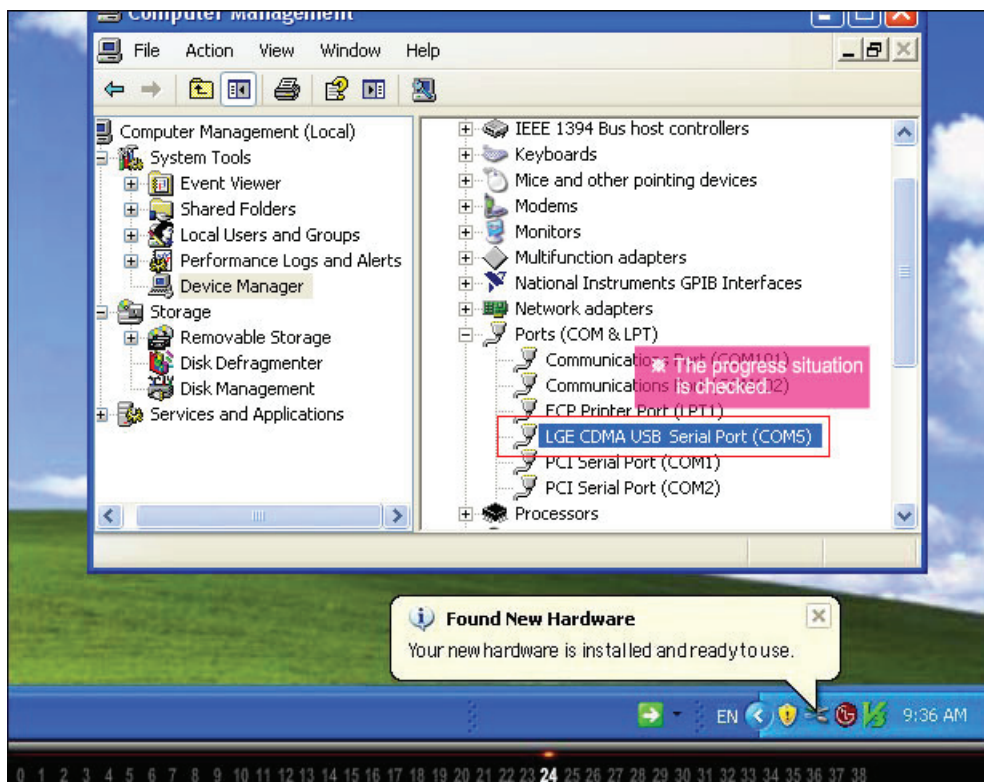 Computer Management
File Action View Window Help
Computer Management (Local)
System Tools
Event Viewer
Shared Folders
Local Users and Groups
Performance Logs and Alerts
Device Manager
Storage
Removable Storage
Disk Defragmenter
Disk Management
Services and Applications
IEEE 1394 Bus host controllers
Keyboards
Mice and other pointing devices
Modems
Monitors
Multifunction adapters
National Instruments GPIB Interfaces
Network adapters
Ports (COM & LPT)
Communications Port (COM101)
※ The progress situation
is checked.
Communications
ECP Printer Port (LPT1)
LGE CDMA USB Serial Port (COM5)
PCI Serial Port (COM1)
PCI Serial Port (COM2)
Processors
Found New Hardware
Your new hardware is installed and ready to use.
EN 9:36 AM
0 1 2 3 4 5 6 7 8 9 10 11 12 13 14 15 16 17 18 19 20 21 22 23 24 25 26 27 28 29 30 31 32 33 34 35 36 37 38